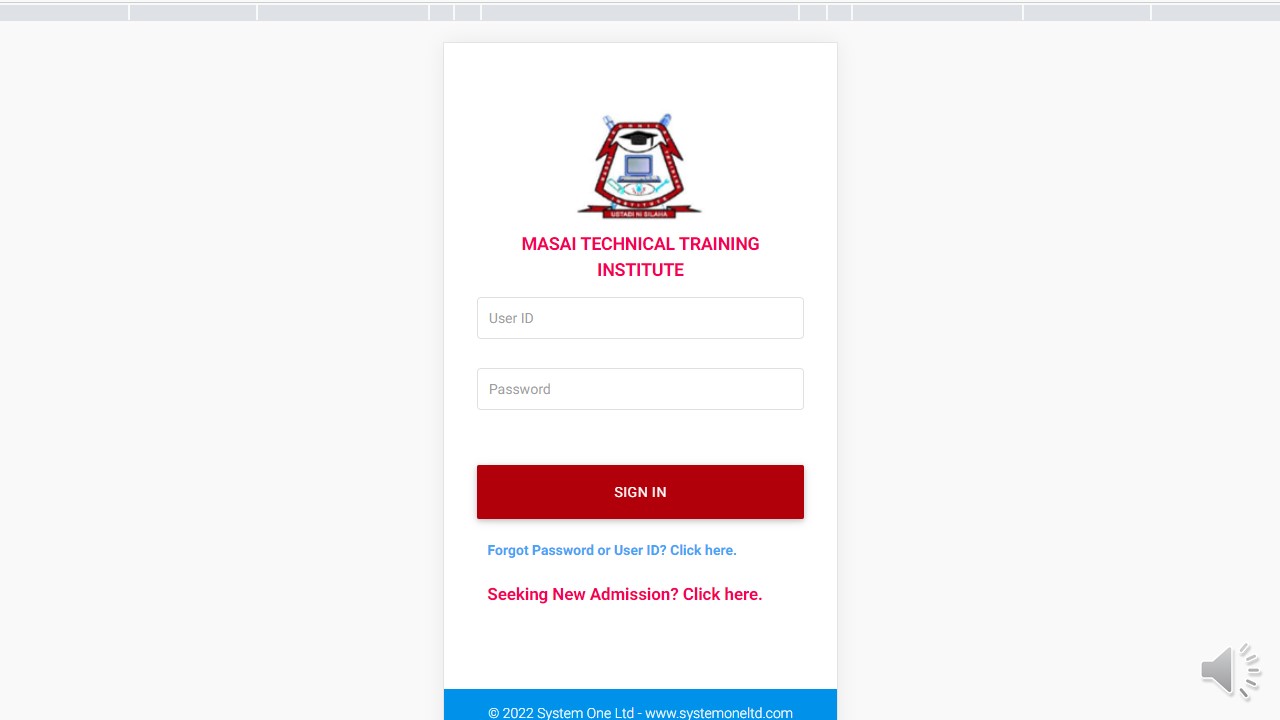 USTADI NI SILAHA
MASAI TECHNICAL TRAINING
INSTITUTE
User ID
Password
SIGN IN
Forgot Password or User ID? Click here.
Seeking New Admission? Click here.
© 2022 System One Ltd - www.systemoneltd.com